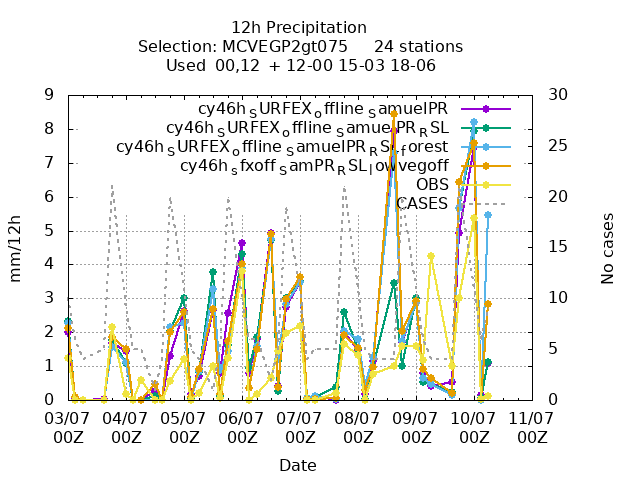 12h Precipitation
Selection: MCVEGP2gt075 24 stations
Used 00,12 + 12-00 15-03 18-06
cy46h_SURFEX_offline_SamuelPR
cy46h_SURFEX_offline_SamuelPR_RSL
cy46h_SURFEX_offline_SamuelPR_RSL_forest
cy46h_sfxoff_SamPR_RSL_lowvegoff
OBS
CASES
mm/12h
9
8
7
6
5
4
3
2
1
0
No cases
30
25
20
15
10
5
0
03/07 04/07 05/07 06/07 07/07 08/07 09/07 10/07 11/07
00Z 00Z 00Z 00Z 00Z 00Z 00Z 00Z 00Z
Date